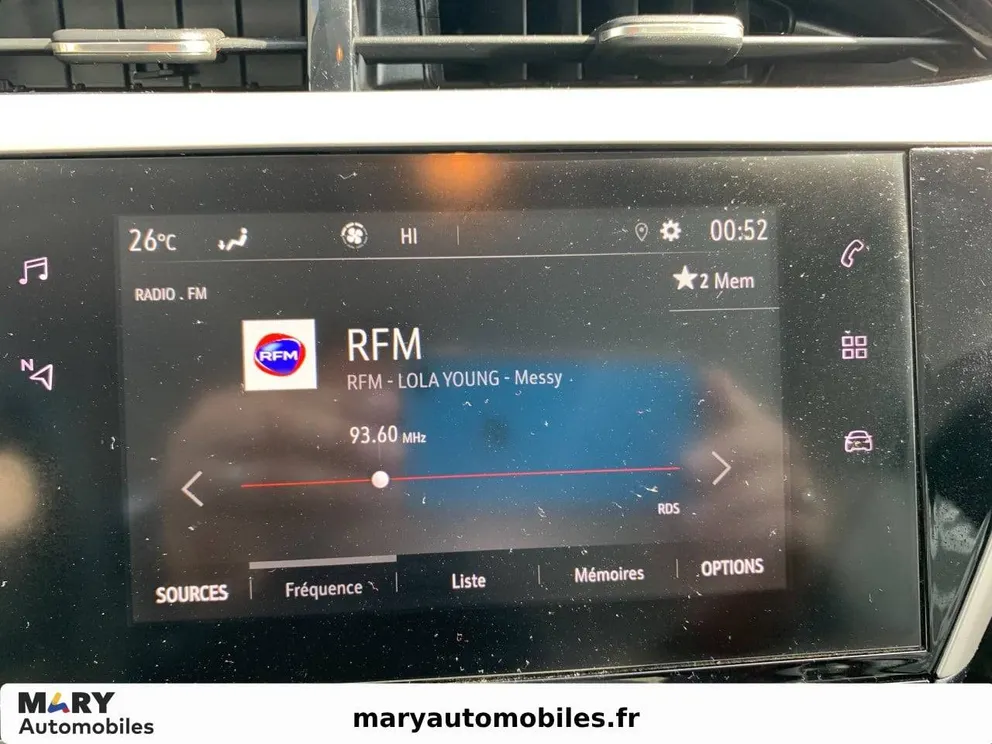 26°C HI 00:52
RADIO . FM
★2 Mem
RFM
RFM
RFM - LOLA YOUNG - Messy
93.60 MHz
RDS
SOURCES Fréquence Liste Mémoires OPTIONS
N
MARY
Automobiles
maryautomobiles.fr